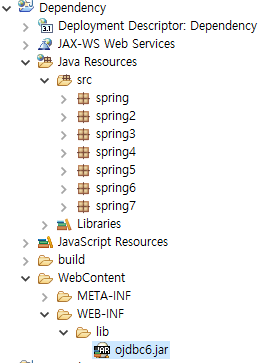 Dependency
Deployment Descriptor: Dependency
JAX-WS Web Services
Java Resources
src
spring
spring2
spring3
spring4
spring5
spring6
spring7
Libraries
JavaScript Resources
build
WebContent
META-INF
WEB-INF
lib
ojdbc6.jar